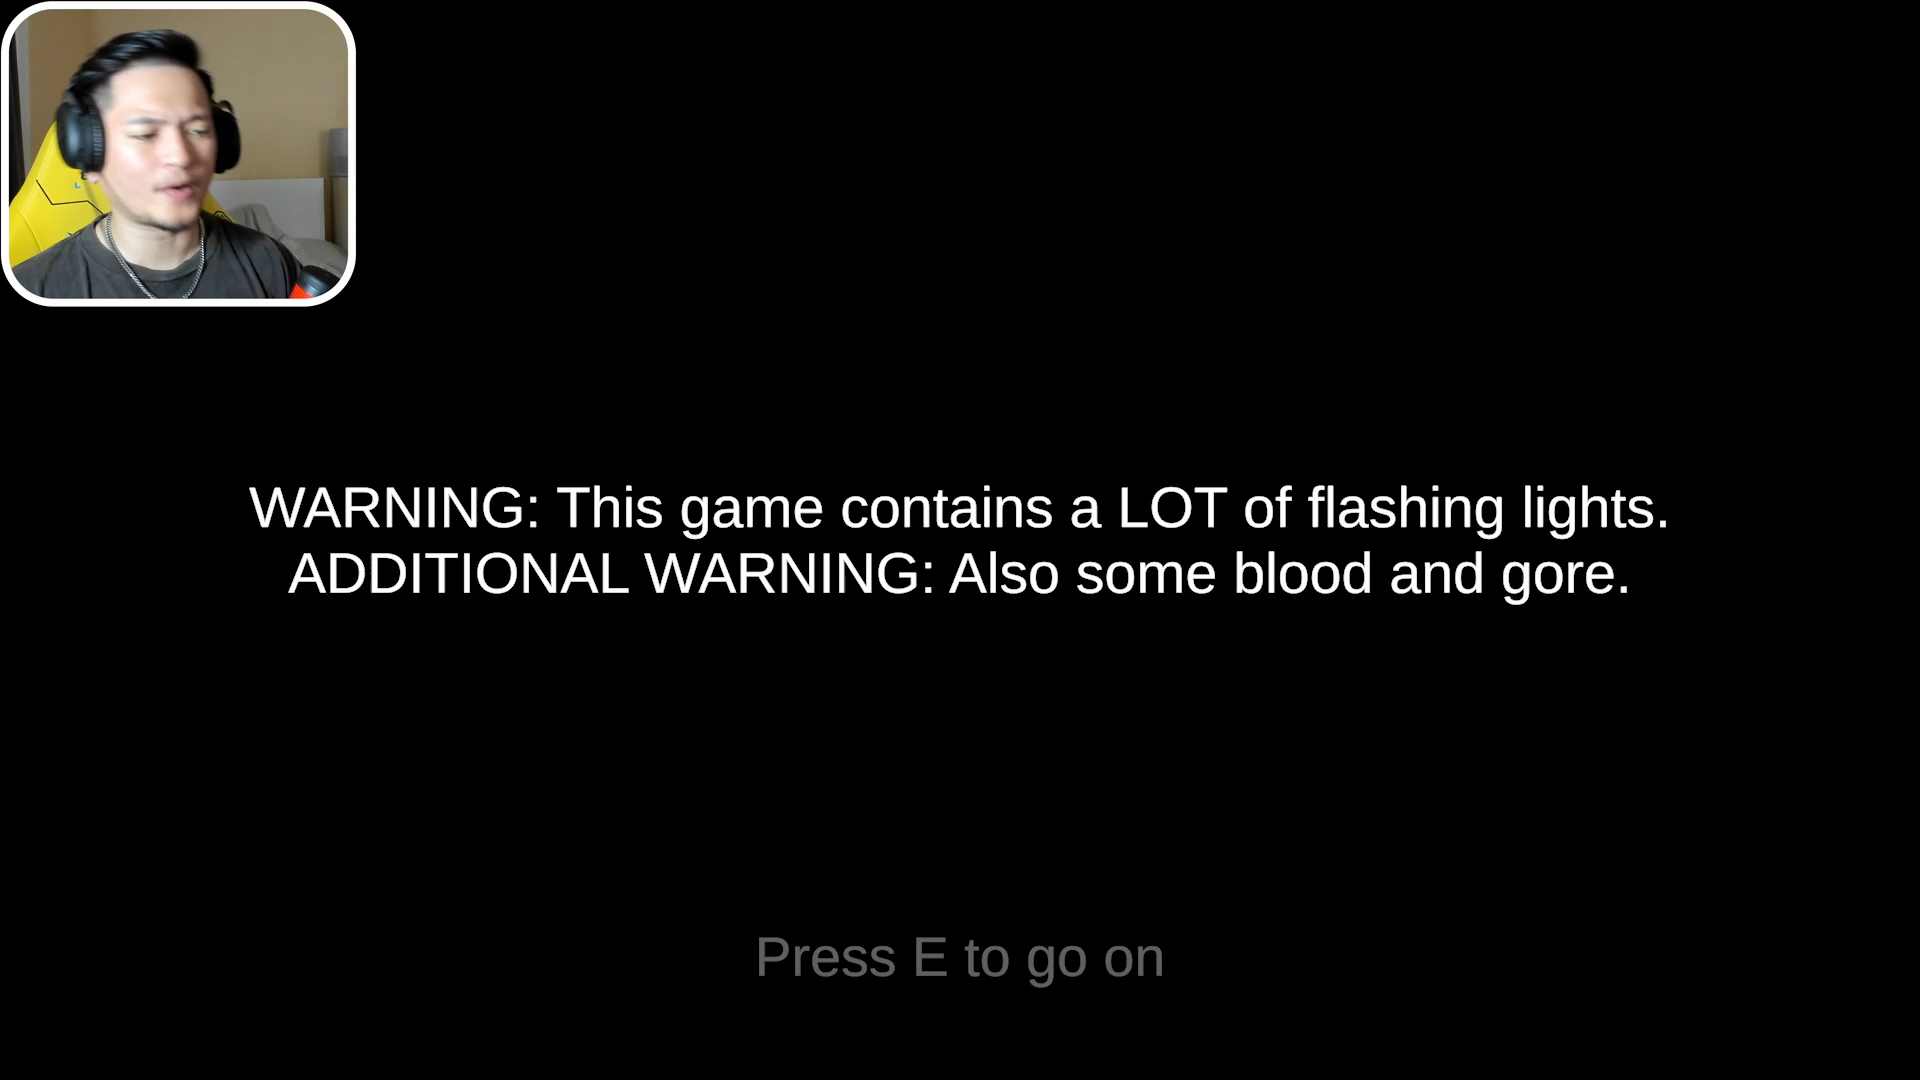 WARNING: This game contains a LOT of flashing lights.
ADDITIONAL WARNING: Also some blood and gore.
Press E to go on